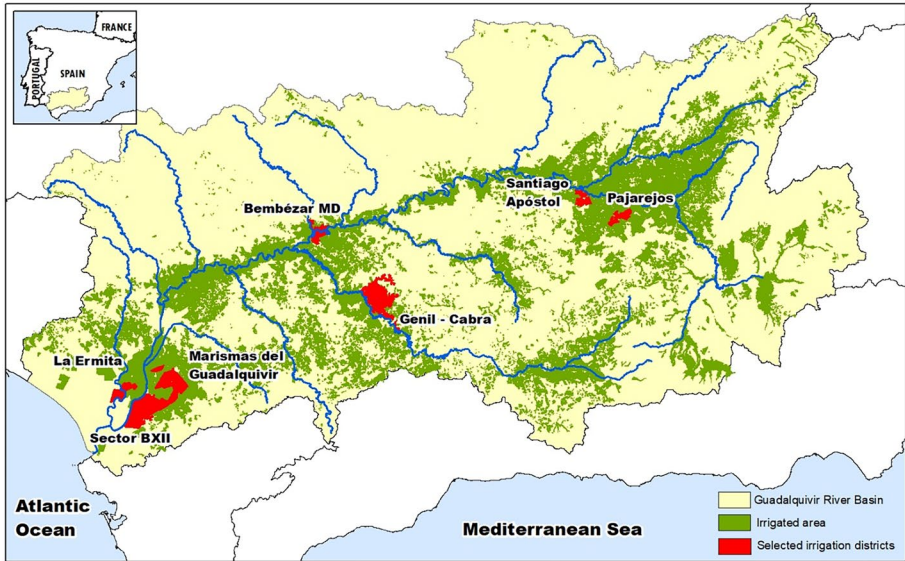 FRANCE
PORTUGAL
SPAIN
Santiago
Apóstol
Pajarejos
Bembézar MD
Genil - Cabra
La Ermita
Marismas del
Guadalquivir
Sector BXII
Atlantic
Ocean
Mediterranean Sea
Guadalquivir River Basin
Irrigated area
Selected irrigation districts